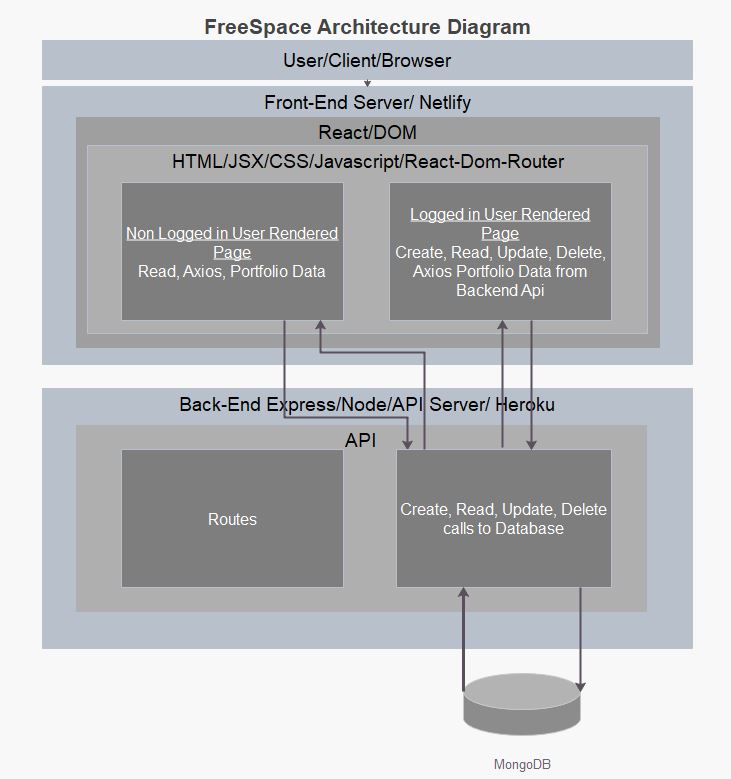 FreeSpace Architecture Diagram
User/Client/Browser
Front-End Server/ Netlify
React/DOM
HTML/JSX/CSS/Javascript/React-Dom-Router
Non Logged in User Rendered
Page
Read, Axios, Portfolio Data
Logged in User Rendered
Page
Create, Read, Update, Delete,
Axios Portfolio Data from
Backend Api
Back-End Express/Node/API Server/ Heroku
API
Routes
Create, Read, Update, Delete
calls to Database
MongoDB